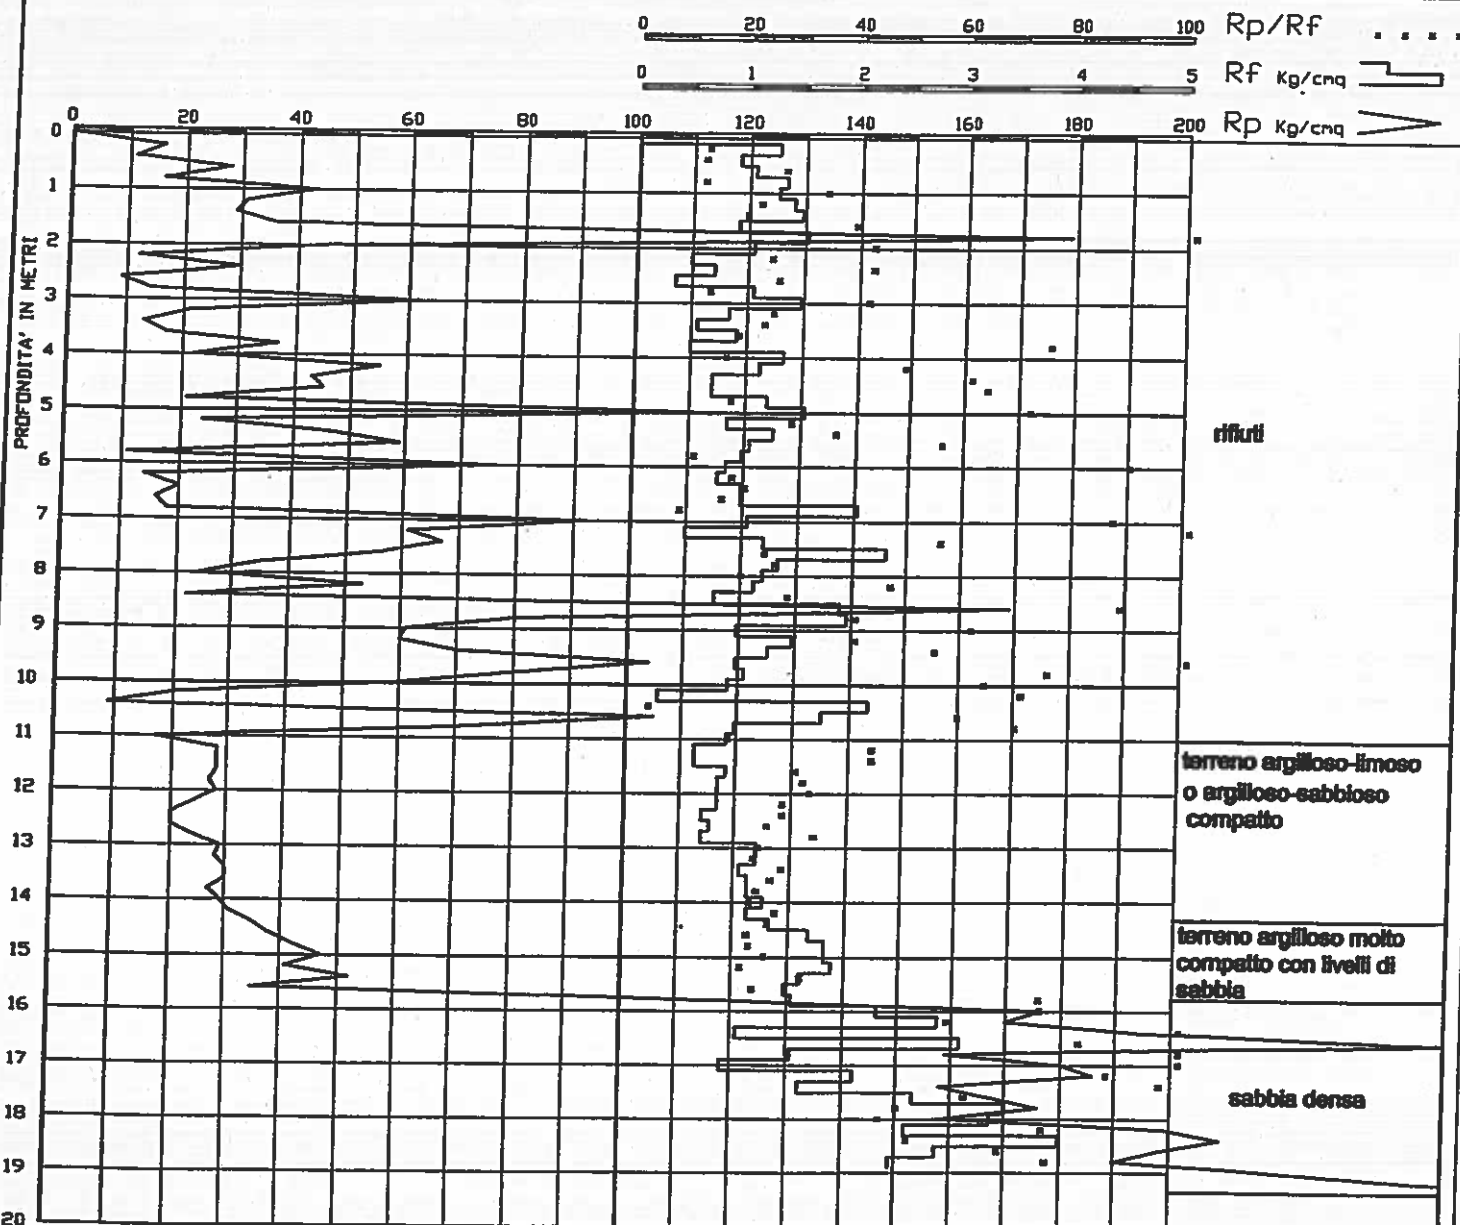 0 20 40 60 80 100 Rp/Rf
0 1 2 3 4 5 Rf Kg/cmq
0 20 40 60 80 100 120 140 160 180 200 Rp Kg/cmq
PROFONDITA' IN METRI
0
1
2
3
4
5
6
7
8
9
10
11
12
13
14
15
16
17
18
19
20
rifiuti
terreno argilloso-limoso
o argilloso-sabbioso
compatto
terreno argilloso molto
compatto con livelli di
sabbia
sabbia densa